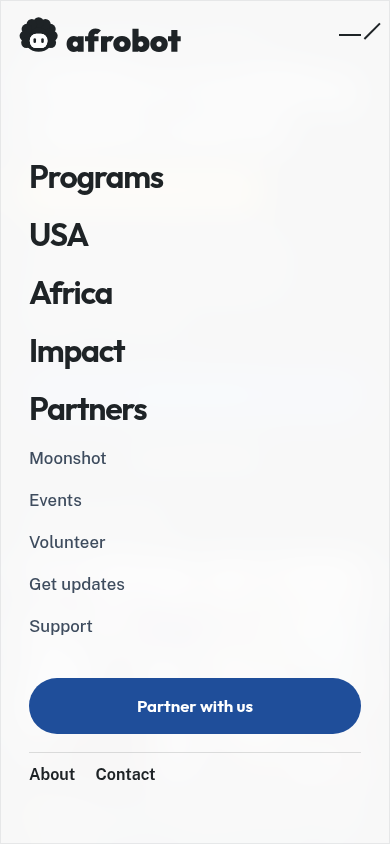 afrobot
Programs
USA
Africa
Impact
Partners
Moonshot
Events
Volunteer
Get updates
Support
Partner with us
About Contact